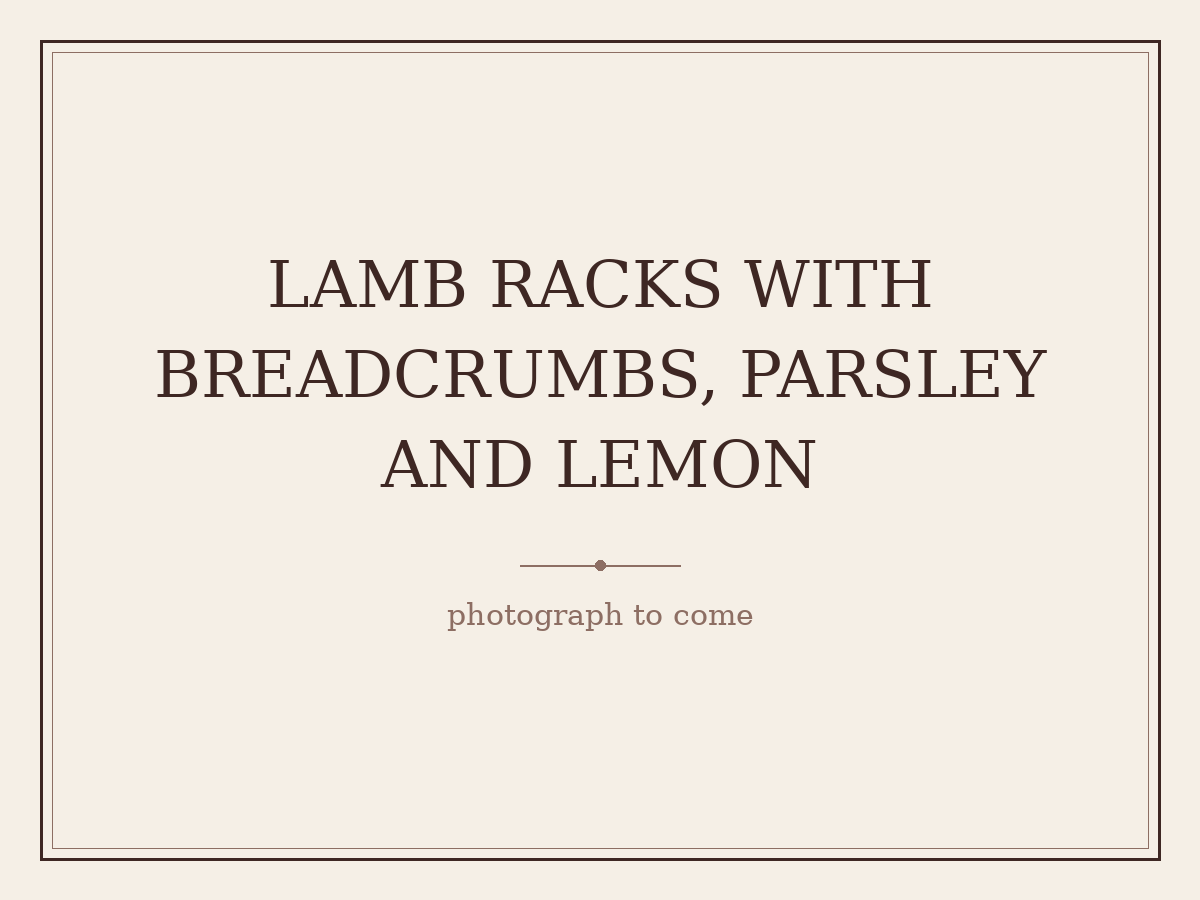 LAMB RACKS WITH
BREADCRUMBS, PARSLEY
AND LEMON
photograph to come